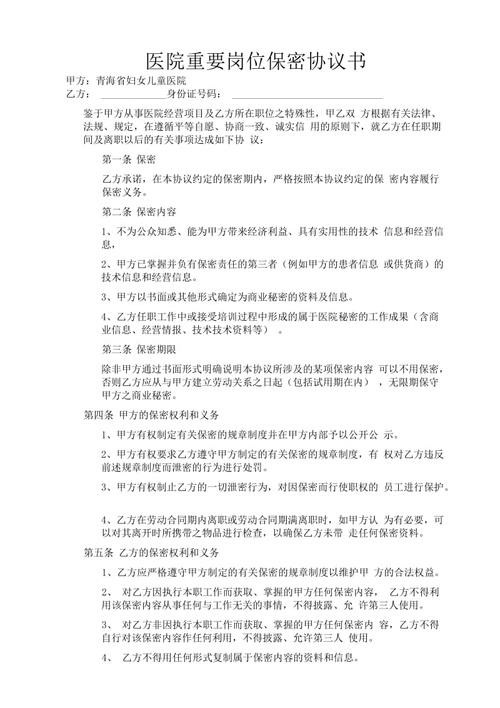 医院重要岗位保密协议书
甲方：青海省妇女儿童医院
乙方： ____________身份证号码： ____________________________
鉴于甲方从事医院经营项目及乙方所在职位之特殊性，甲乙双 方根据有关法律、
法规、规定，在遵循平等自愿、协商一致、诚实信 用的原则下，就乙方在任职期
间及离职以后的有关事项达成如下协 议：
第一条 保密
乙方承诺，在本协议约定的保密期内，严格按照本协议约定的保 密内容履行
保密义务。
第二条 保密内容
1、不为公众知悉、能为甲方带来经济利益、具有实用性的技术 信息和经营信
息，
2、甲方已掌握并负有保密责任的第三者（例如甲方的患者信息 或供货商）的
技术信息和经营信息。
3、甲方以书面或其他形式确定为商业秘密的资料及信息。
4、乙方任职工作中或接受培训过程中形成的属于医院秘密的工作成果（含商
业信息、经营情报、技术技术资料等） 。
第三条 保密期限
除非甲方通过书面形式明确说明本协议所涉及的某项保密内容 可以不用保密，
否则乙方应从与甲方建立劳动关系之日起（包括试用期在内） ，无限期保守
甲方之商业秘密。
第四条 甲方的保密权利和义务
1、甲方有权制定有关保密的规章制度并在甲方内部予以公开公 示。
2、甲方有权要求乙方遵守甲方制定的有关保密的规章制度，有 权对乙方违反
前述规章制度而泄密的行为进行处罚。
3、甲方有权制止乙方的一切泄密行为，对因保密而行使职权的 员工进行保护。
4、乙方在劳动合同期内离职或劳动合同期满离职时，如甲方认 为有必要，可
以对其离开时所携带之物品进行检查，以确保乙方未带 走任何保密资料。
第五条 乙方的保密权利和义务
1、乙方应严格遵守甲方制定的有关保密的规章制度以维护甲 方的合法权益。
2、 对乙方因执行本职工作而获取、掌握的甲方任何保密内容， 乙方不得利
用该保密内容从事任何与工作无关的事情，不得披露、允 许第三人使用。
3、 对乙方非因执行本职工作而获取、掌握的甲方任何保密内 容，乙方不得
自行对该保密内容作任何利用，不得披露、允许第三人 使用。
4、 乙方不得用任何形式复制属于保密内容的资料和信息。